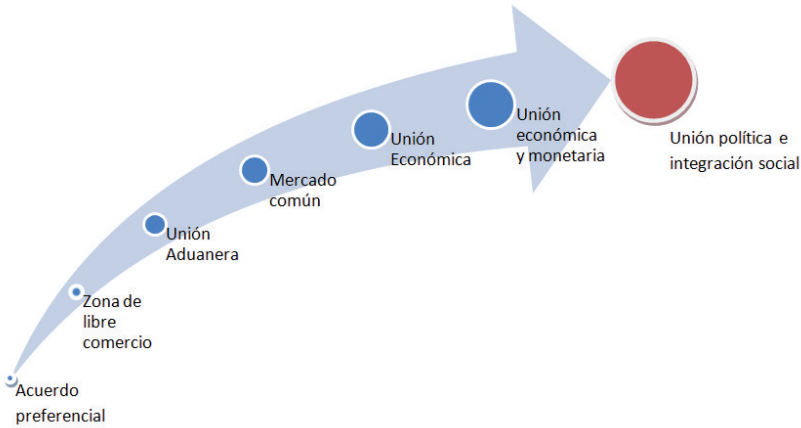 Acuerdo
preferencial
Zona de
libre
comercio
Unión
Aduanera
Mercado
común
Unión
Económica
Unión
económica
y monetaria
Unión política e
integración social